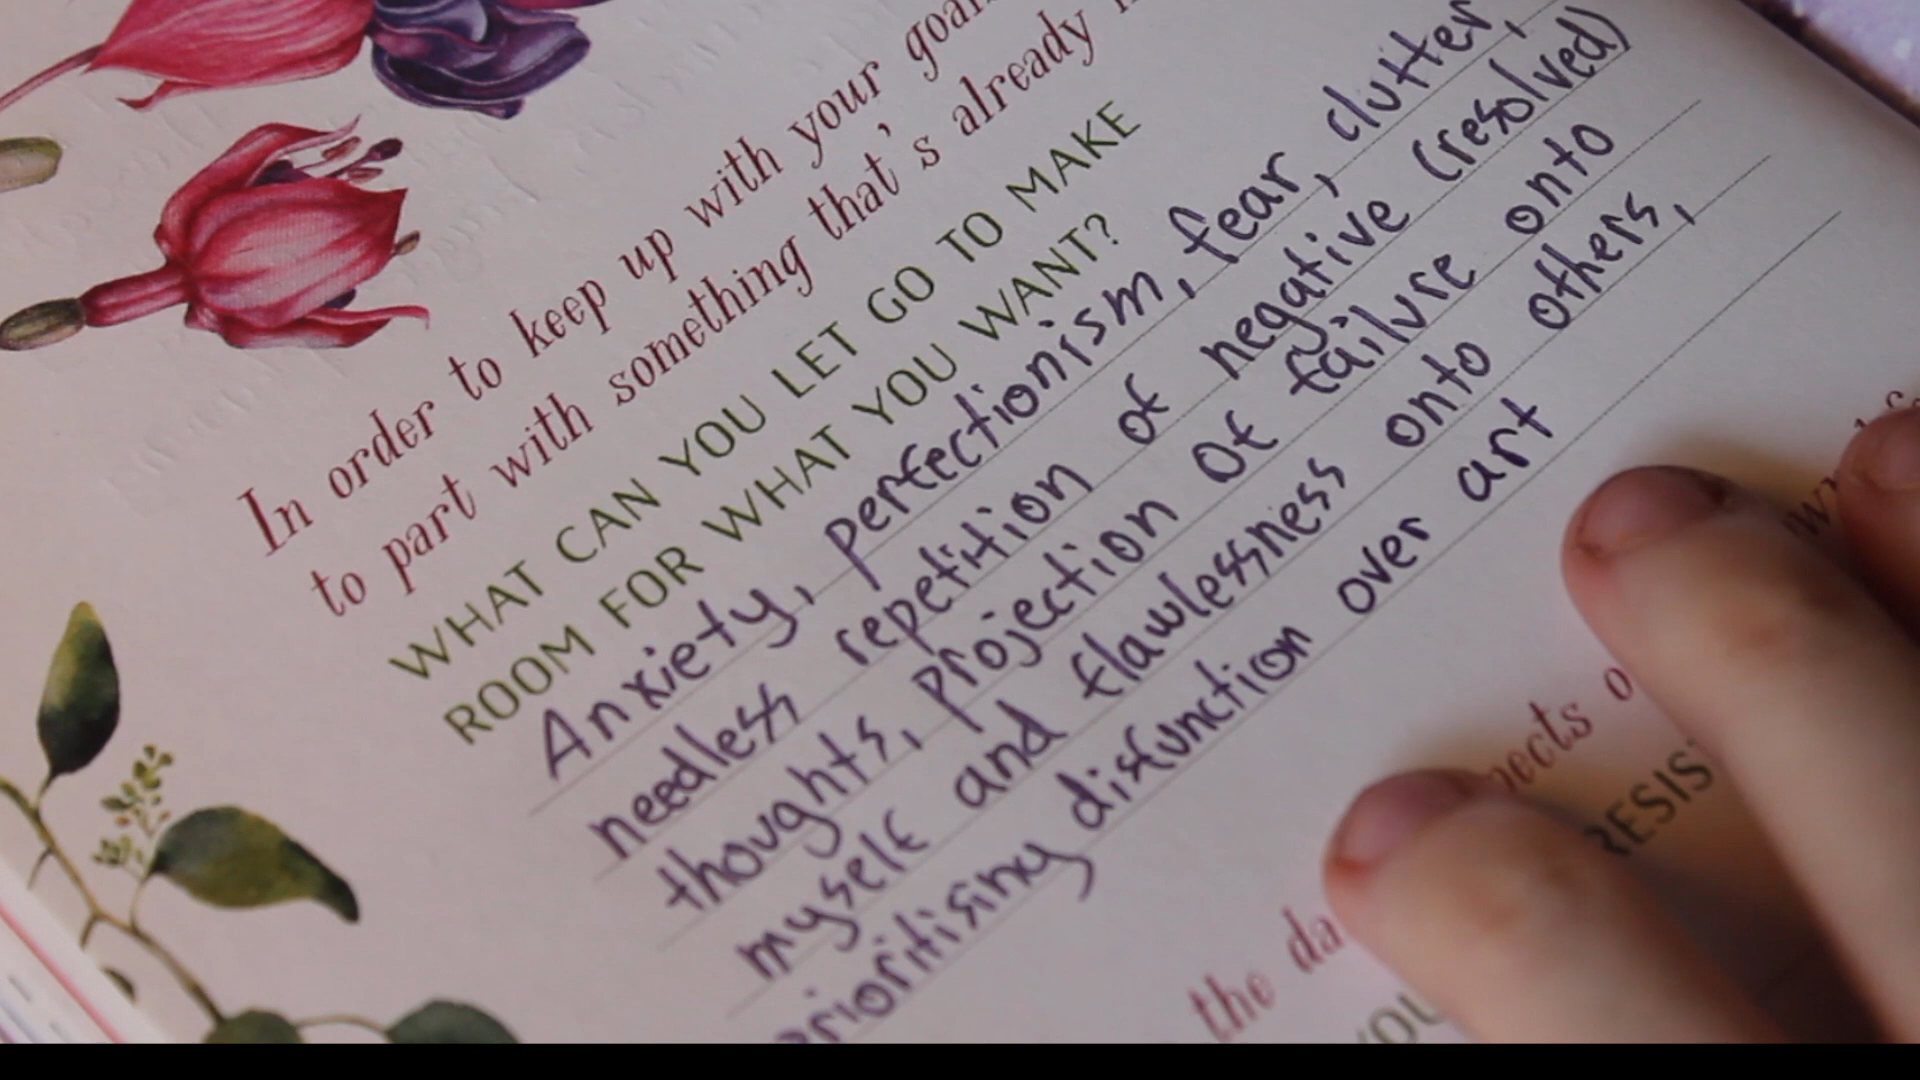 In order to keep up with your goals
to part with something that's already
WHAT CAN YOU LET GO TO MAKE
ROOM FOR WHAT YOU WANT?
Anxiety, perfectionism, fear, clutter,
needless repetition of negative (resolved)
thoughts, projection of failure onto
myself and flawlessness onto others,
prioritising disfunction over art
the